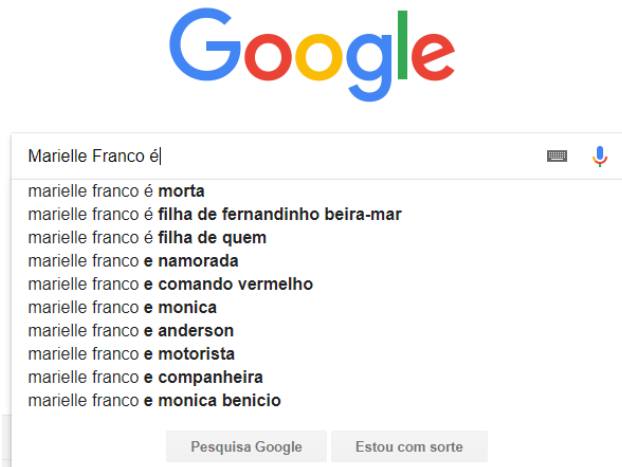 Google
Marielle Franco é
marielle franco é morta
marielle franco é filha de fernandinho beira-mar
marielle franco é filha de quem
marielle franco e namorada
marielle franco e comando vermelho
marielle franco e monica
marielle franco e anderson
marielle franco e motorista
marielle franco e companheira
marielle franco e monica benicio
Pesquisa Google Estou com sorte